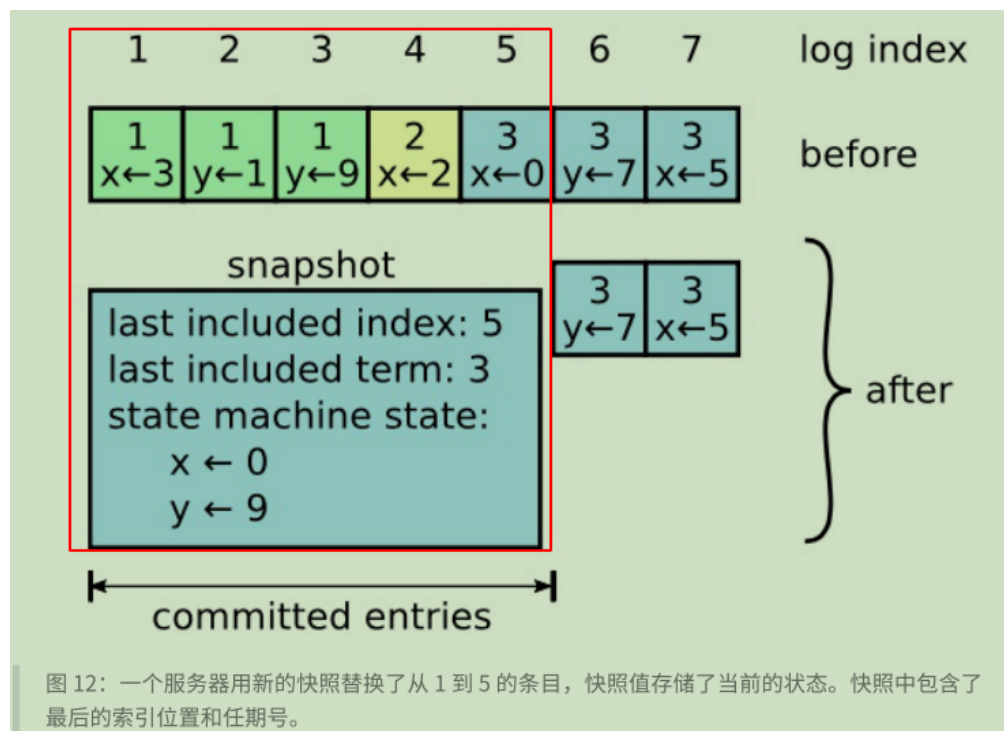 1 2 3 4 5 6 7 log index
1 1 1 2 3 3 3
x←3 y←1 y←9 x←2 x←0 y←7 x←5
before
snapshot
3 3
y←7 x←5
last included index: 5
last included term: 3
state machine state:
x ← 0
y ← 9
after
committed entries
图 12：一个服务器用新的快照替换了从 1 到 5 的条目，快照值存储了当前的状态。快照中包含了
最后的索引位置和任期号。